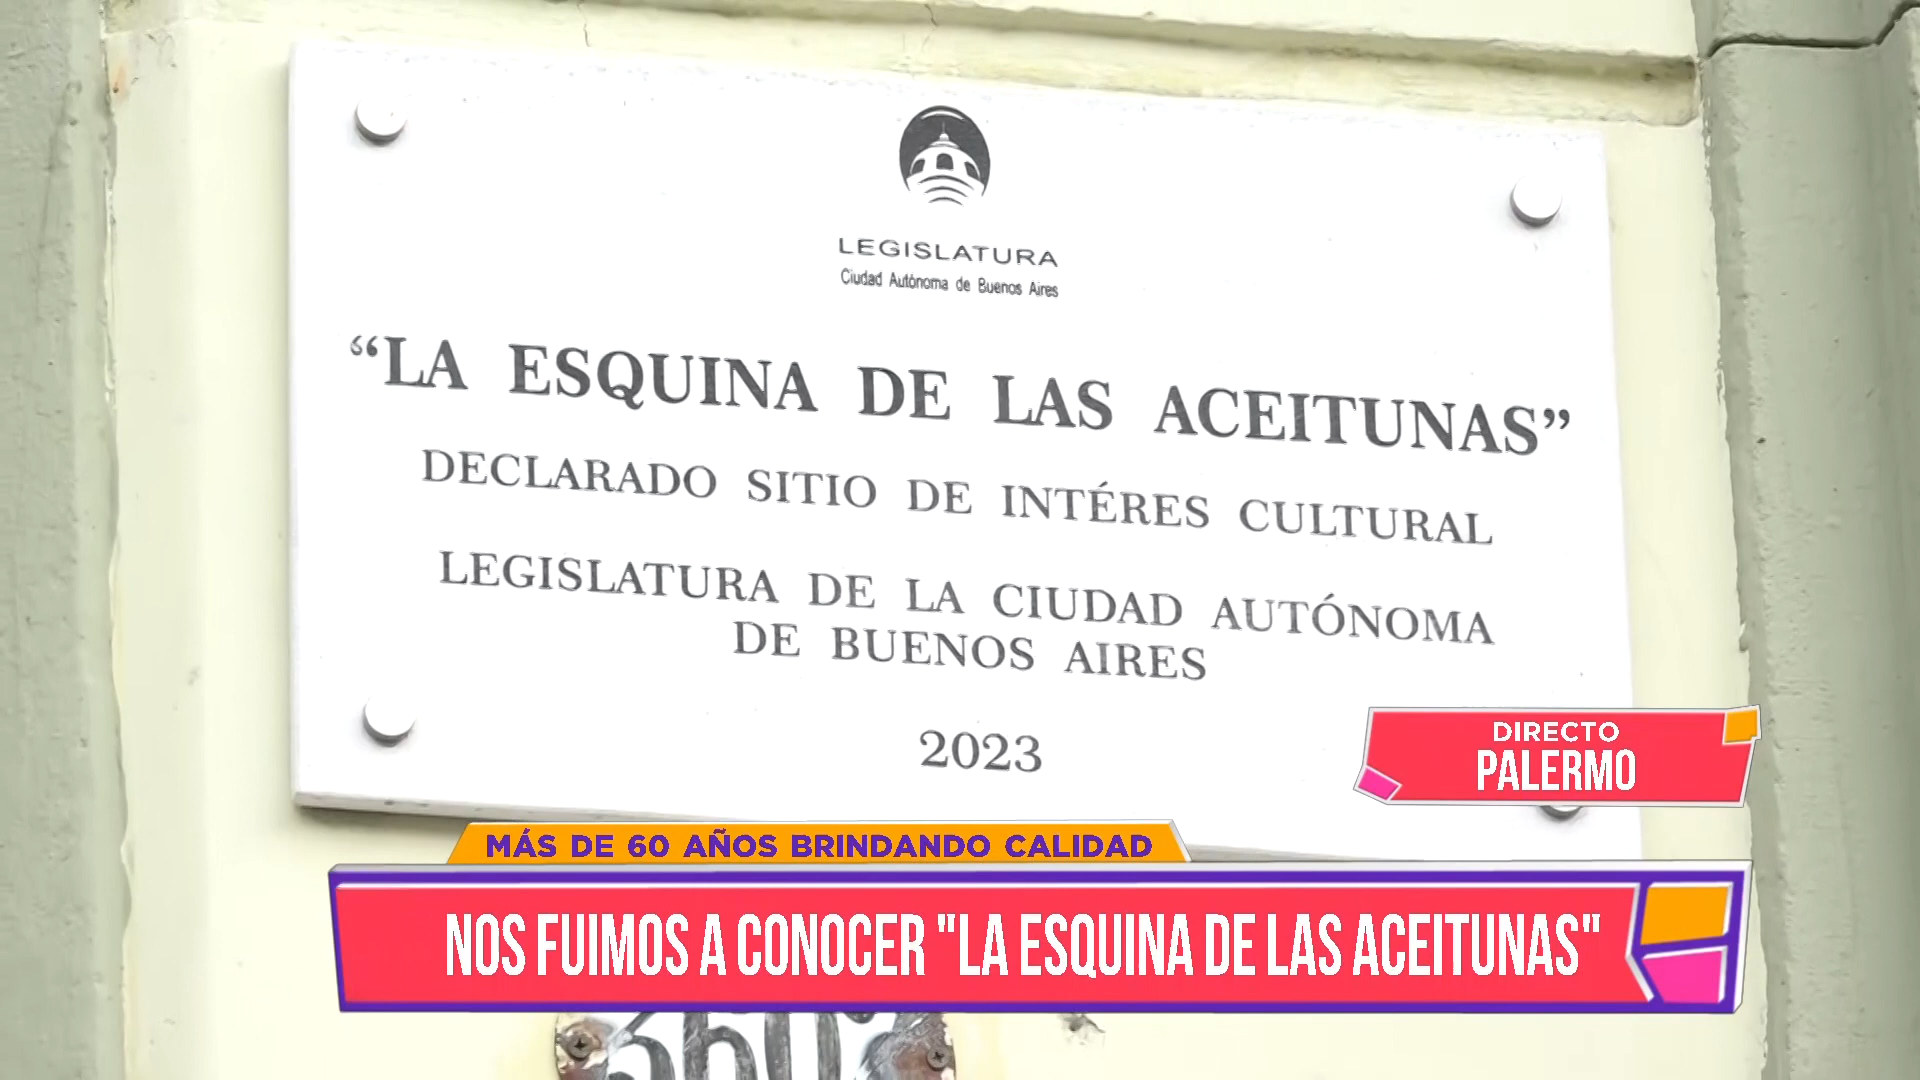 LEGISLATURA
Ciudad Autónoma de Buenos Aires
“LA ESQUINA DE LAS ACEITUNAS”
DECLARADO SITIO DE INTÉRES CULTURAL
LEGISLATURA DE LA CIUDAD AUTÓNOMA
DE BUENOS AIRES
2023
DIRECTO
PALERMO
MÁS DE 60 AÑOS BRINDANDO CALIDAD
NOS FUIMOS A CONOCER "LA ESQUINA DE LAS ACEITUNAS"